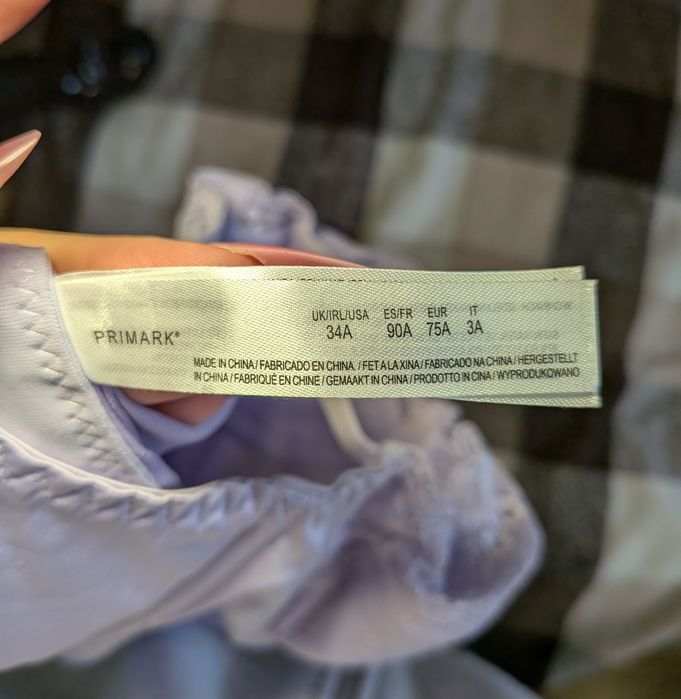 PRIMARK®
UK/IRL/USA ES/FR EUR IT
34A 90A 75A 3A
MADE IN CHINA / FABRICADO EN CHINA / FET A LA XINA / FABRICADO NA CHINA / HERGESTELLT
IN CHINA / FABRIQUÉ EN CHINE / GEMAAKT IN CHINA / PRODOTTO IN CINA / WYPRODUKOWANO